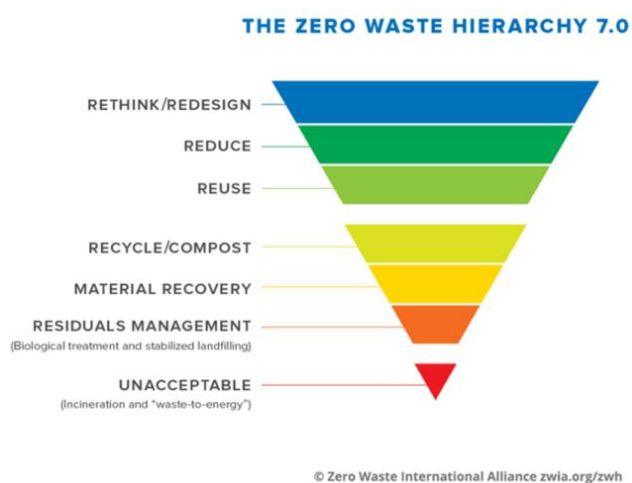 THE ZERO WASTE HIERARCHY 7.0
RETHINK/REDESIGN
REDUCE
REUSE
RECYCLE/COMPOST
MATERIAL RECOVERY
RESIDUALS MANAGEMENT
(Biological treatment and stabilized landfilling)
UNACCEPTABLE
(Incineration and "waste-to-energy")
© Zero Waste International Alliance zwia.org/zwh